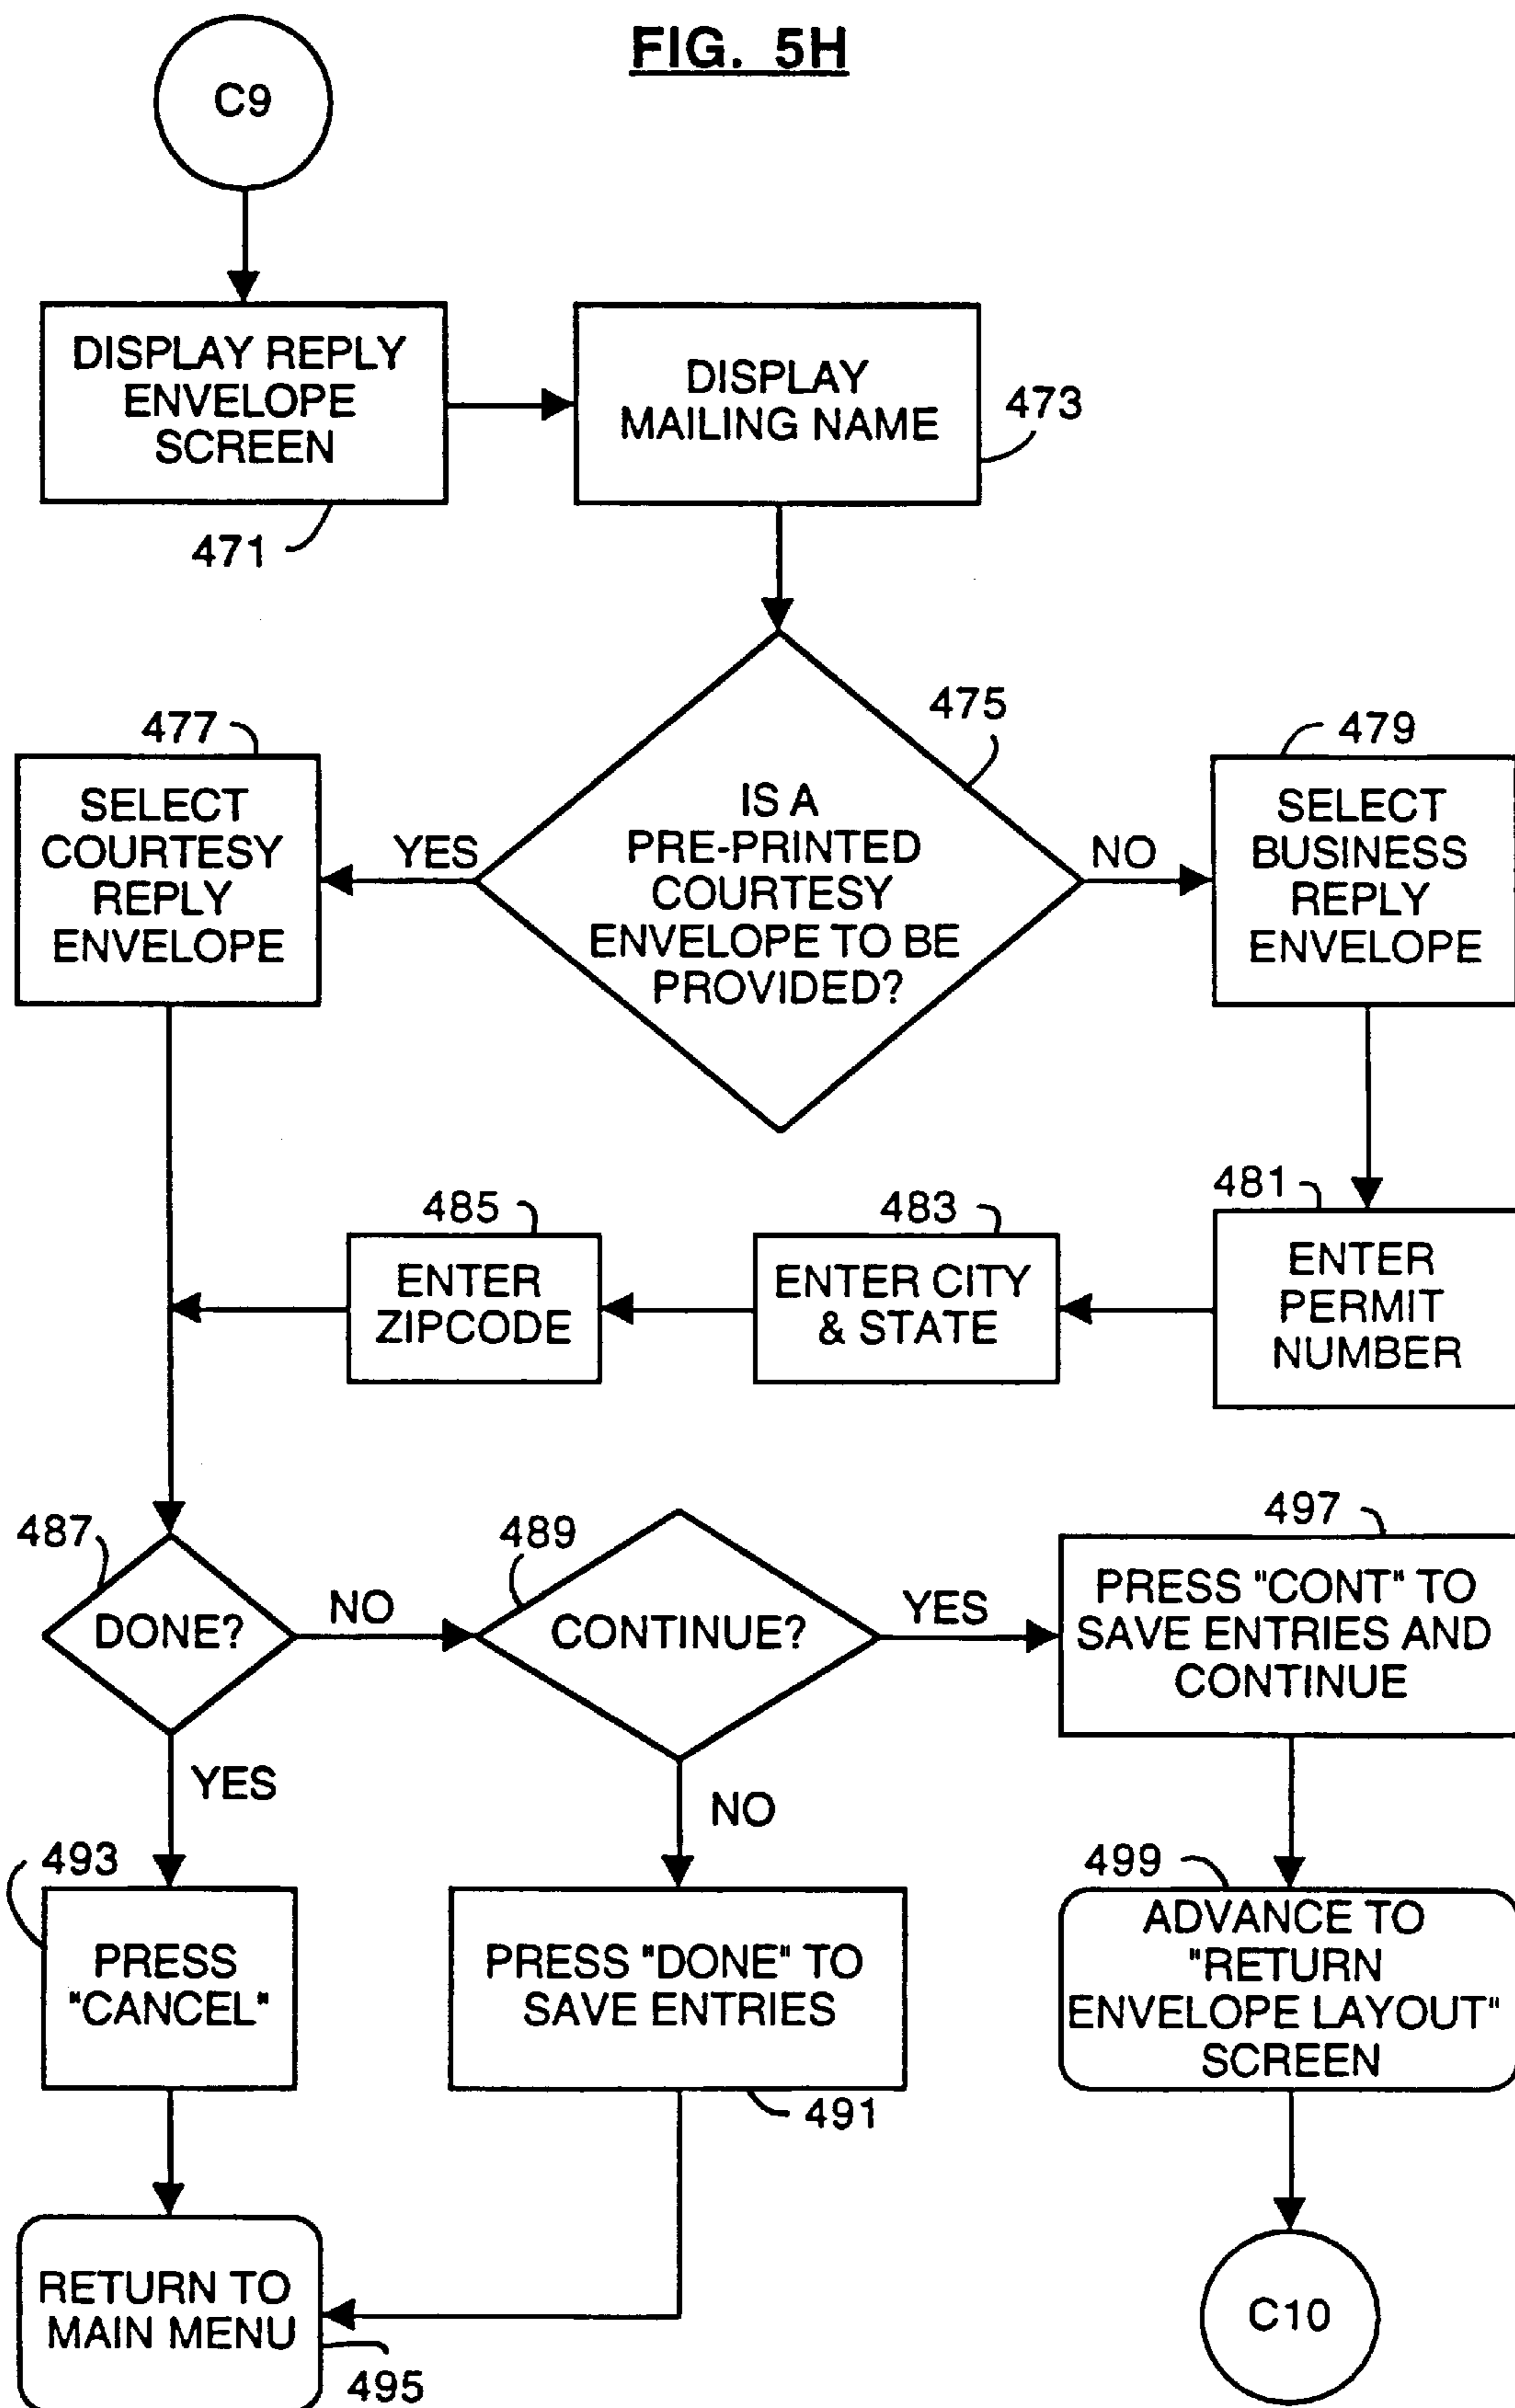 FIG. 5H
C9
DISPLAY REPLY
ENVELOPE
SCREEN
471
DISPLAY
MAILING NAME
473
475
IS A
PRE-PRINTED
COURTESY
ENVELOPE TO BE
PROVIDED?
YES
NO
477
SELECT
COURTESY
REPLY
ENVELOPE
479
SELECT
BUSINESS
REPLY
ENVELOPE
481
ENTER
PERMIT
NUMBER
483
ENTER CITY
& STATE
485
ENTER
ZIPCODE
487
DONE?
NO
YES
489
CONTINUE?
YES
NO
497
PRESS "CONT" TO
SAVE ENTRIES AND
CONTINUE
493
PRESS
"CANCEL"
PRESS "DONE" TO
SAVE ENTRIES
491
499
ADVANCE TO
"RETURN
ENVELOPE LAYOUT"
SCREEN
RETURN TO
MAIN MENU
495
C10